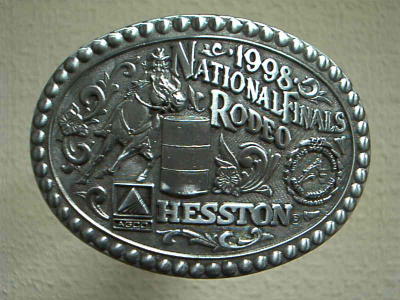 1998
NATIONAL FINALS
RODEO
HESSTON
AGCO